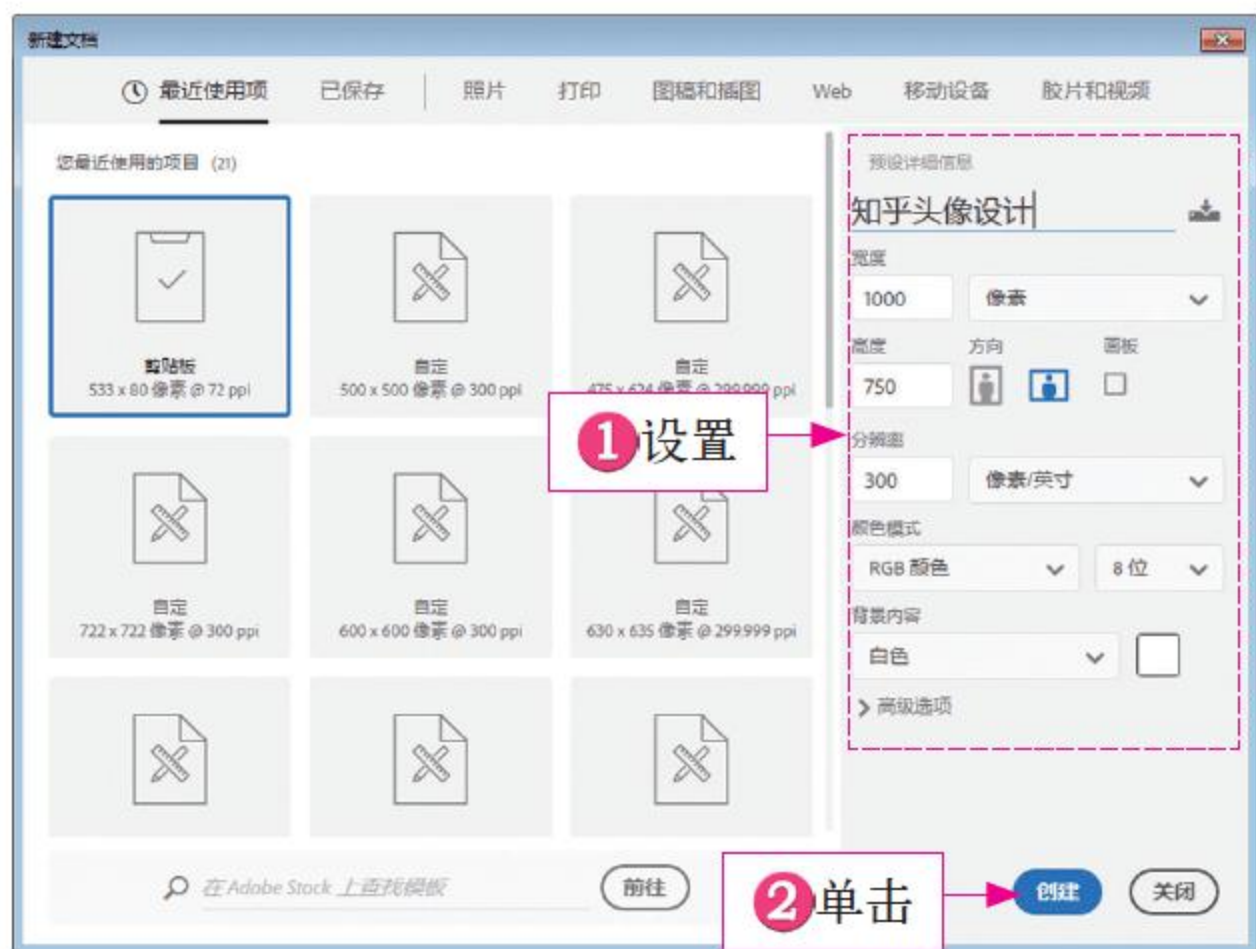 新建文档
最近使用项 已保存 照片 打印 图稿和插图 Web 移动设备 胶片和视频
您最近使用的项目 (21)
剪贴板
533 x 80 像素 @ 72 ppi
自定
500 x 500 像素 @ 300 ppi
自定
475 x 624 像素 @ 299.999 ppi
自定
722 x 722 像素 @ 300 ppi
自定
600 x 600 像素 @ 300 ppi
自定
630 x 635 像素 @ 299.999 ppi
在 Adobe Stock 上查找模板 前往
预设详细信息
知乎头像设计
宽度
1000 像素
高度 方向 画板
750
1 设置
分辨率
300 像素/英寸
颜色模式
RGB 颜色 8 位
背景内容
白色
高级选项
2 单击
创建 关闭